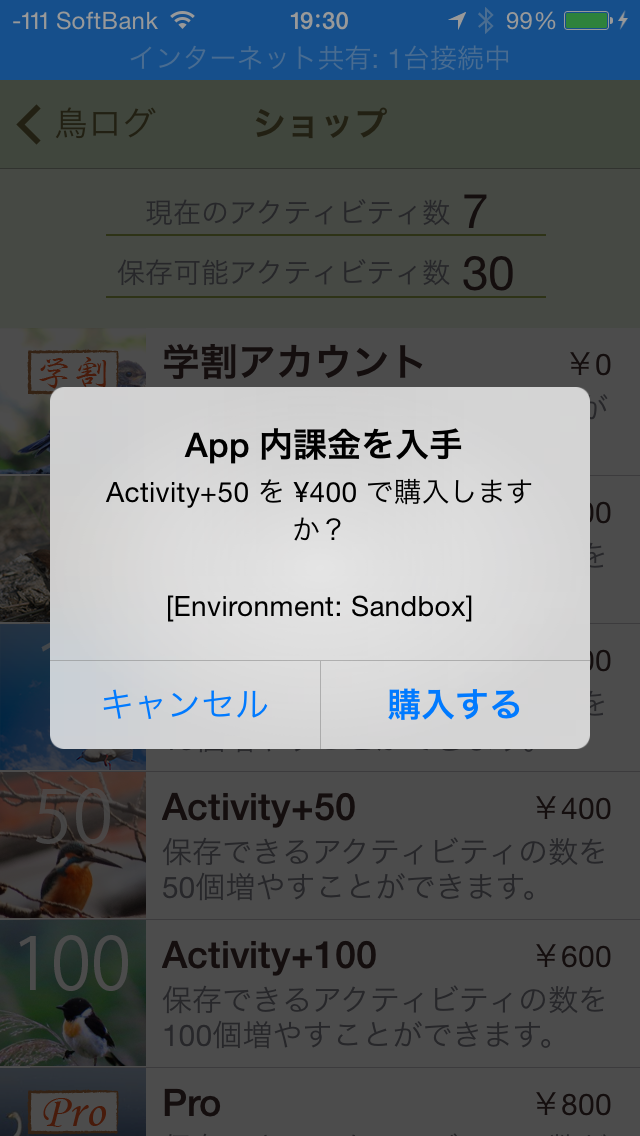 -111 SoftBank 19:30 99%
インターネット共有: 1台接続中
鳥ログ ショップ
現在のアクティビティ数 7
保存可能アクティビティ数 30
学割
学割アカウント ￥0
が
App 内課金を入手
Activity+50 を ¥400 で購入します
か？
[Environment: Sandbox]
キャンセル 購入する
50
Activity+50 ￥400
保存できるアクティビティの数を
50個増やすことができます。
100
Activity+100 ￥600
保存できるアクティビティの数を
100個増やすことができます。
Pro
Pro ￥800